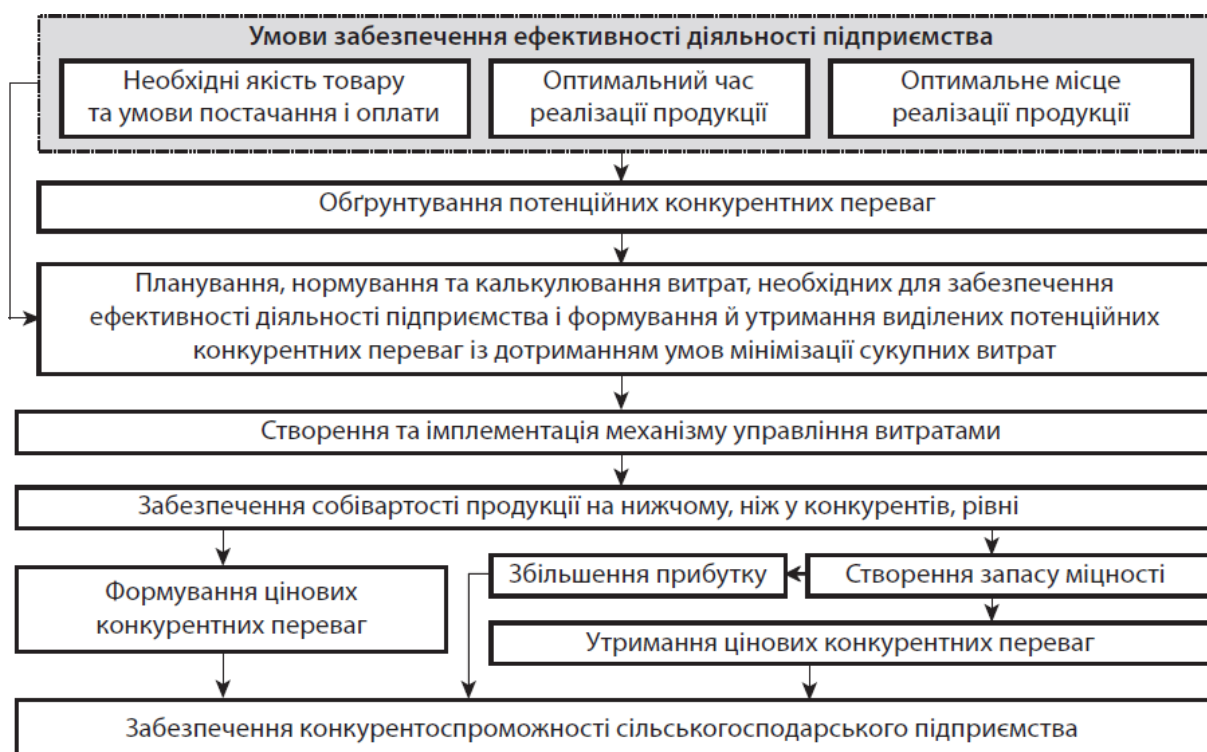 Умови забезпечення ефективності діяльності підприємства
Необхідні якість товару
та умови постачання і оплати
Оптимальний час
реалізації продукції
Оптимальне місце
реалізації продукції
Обґрунтування потенційних конкурентних переваг
Планування, нормування та калькулювання витрат, необхідних для забезпечення
ефективності діяльності підприємства і формування й утримання виділених потенційних
конкурентних переваг із дотриманням умов мінімізації сукупних витрат
Створення та імплементація механізму управління витратами
Забезпечення собівартості продукції на нижчому, ніж у конкурентів, рівні
Формування цінових
конкурентних переваг
Збільшення прибутку
Створення запасу міцності
Утримання цінових конкурентних переваг
Забезпечення конкурентоспроможності сільськогосподарського підприємства